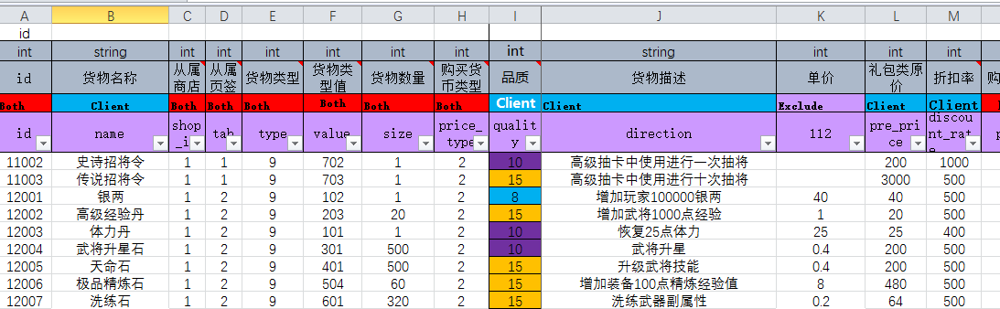 A B C D E F G H I J K L M
id
int string int int int int int int int string int int int
id 货物名称 从属商店 从属页签 货物类型 货物类型值 货物数量 购买货币类型 品质 货物描述 单价 礼包类原价 折扣率 购
Both Client Both Both Both Both Both Both Client Client Exclude Client Client
id name shop_i tab type value size price_type quality direction 112 pre_price discount_rate p
11002 史诗招将令 1 1 9 702 1 2 10 高级抽卡中使用进行一次抽将 200 1000
11003 传说招将令 1 1 9 703 1 2 15 高级抽卡中使用进行十次抽将 3000 500
12001 银两 1 2 9 102 1 2 8 增加玩家100000银两 40 40 500
12002 高级经验丹 1 2 9 203 20 2 15 增加武将1000点经验 1 20 500
12003 体力丹 1 2 9 101 1 2 10 恢复25点体力 25 25 400
12004 武将升星石 1 2 9 301 500 2 10 武将升星 0.4 200 500
12005 天命石 1 2 9 401 500 2 15 升级武将技能 0.4 200 500
12006 极品精炼石 1 2 9 504 60 2 15 增加装备100点精炼经验值 8 480 500
12007 洗练石 1 2 9 601 320 2 15 洗练武器副属性 0.2 64 500